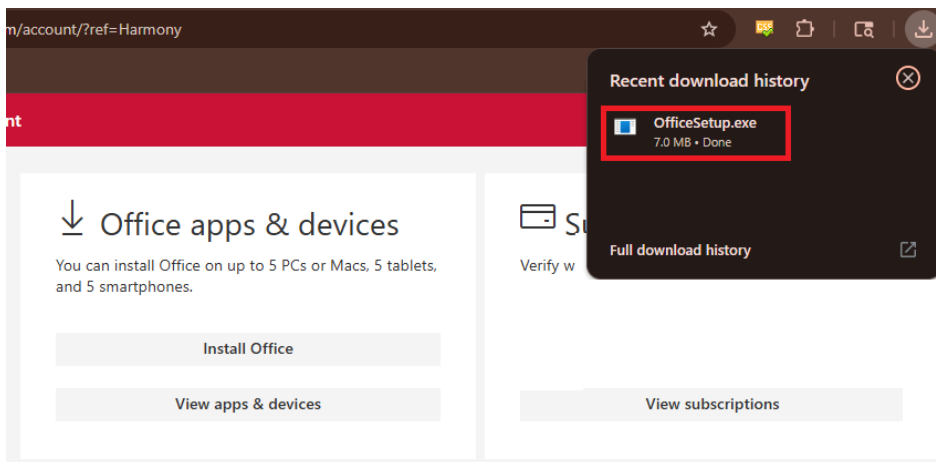 m/account/?ref=Harmony
Recent download history
nt
OfficeSetup.exe
7.0 MB • Done
Office apps & devices
You can install Office on up to 5 PCs or Macs, 5 tablets,
and 5 smartphones.
Install Office
View apps & devices
Verify w
Full download history
View subscriptions